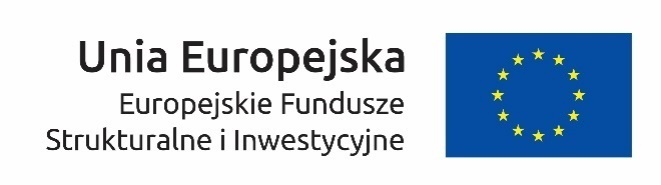 Unia Europejska
Europejskie Fundusze
Strukturalne i Inwestycyjne